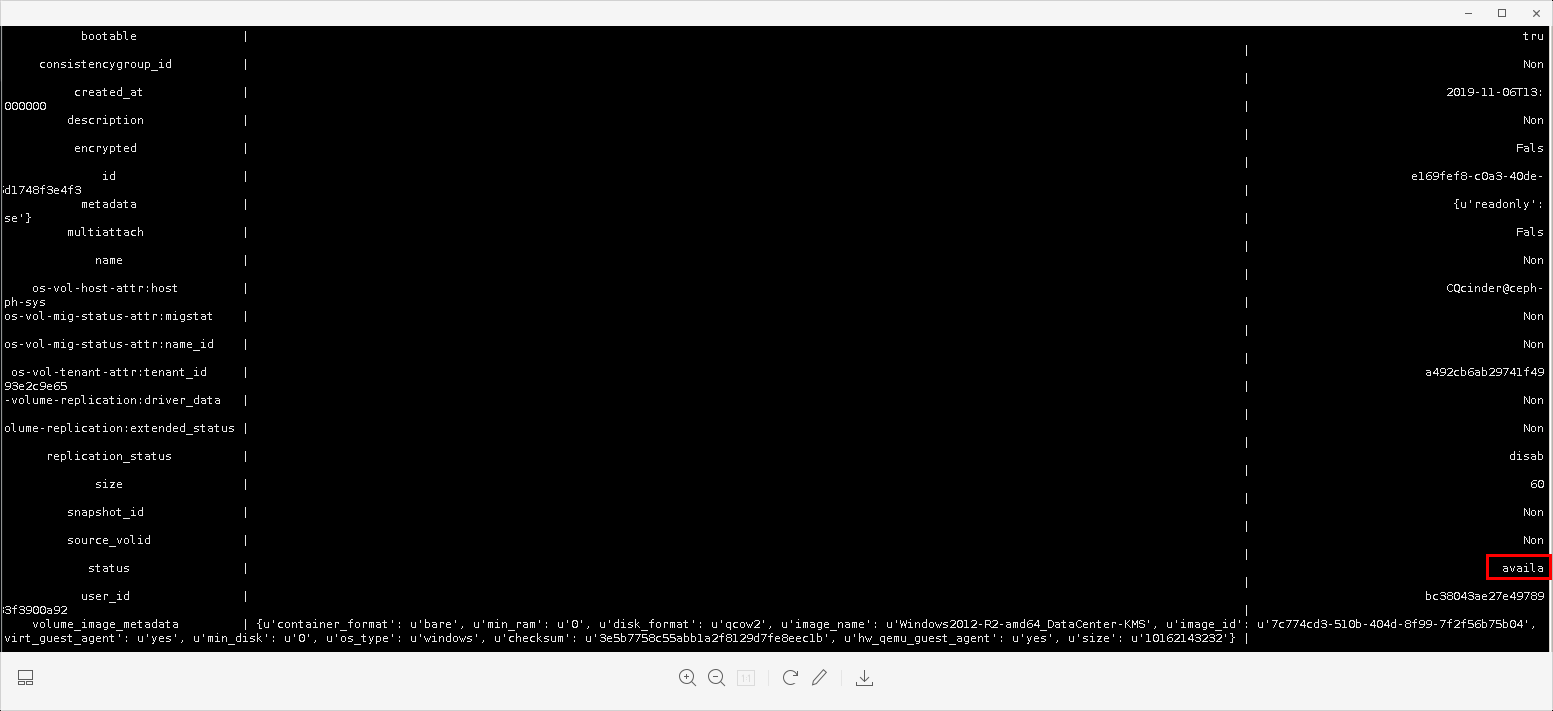 bootable | tru
|
consistencygroup_id | Non
|
created_at | 2019-11-06T13:
000000 |
description | Non
|
encrypted | Fals
|
id | e169fef8-c0a3-40de-
5d1748f3e4f3 |
metadata | {u'readonly':
se'} |
multiattach | Fals
|
name | Non
|
os-vol-host-attr:host | CQcinder@ceph-
ph-sys |
os-vol-mig-status-attr:migstat | Non
|
os-vol-mig-status-attr:name_id | Non
|
os-vol-tenant-attr:tenant_id | a492cb6ab29741f49
93e2c9e65 |
-volume-replication:driver_data | Non
|
olume-replication:extended_status | Non
|
replication_status | disab
|
size | 60
|
snapshot_id | Non
|
source_volid | Non
|
status | availa
|
user_id | bc38043ae27e49789
3f3900a92 |
volume_image_metadata | {u'container_format': u'bare', u'min_ram': u'0', u'disk_format': u'qcow2', u'image_name': u'Windows2012-R2-amd64_DataCenter-KMS', u'image_id': u'7c774cd3-510b-404d-8f99-7f2f56b75b04',
virt_guest_agent': u'yes', u'min_disk': u'0', u'os_type': u'windows', u'checksum': u'3e5b7758c55abb1a2f8129d7fe8eec1b', u'hv_qemu_guest_agent': u'yes', u'size': u'10162143232'} |
1:1